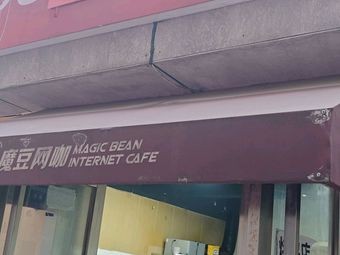 魔豆网咖 MAGIC BEAN
INTERNET CAFE